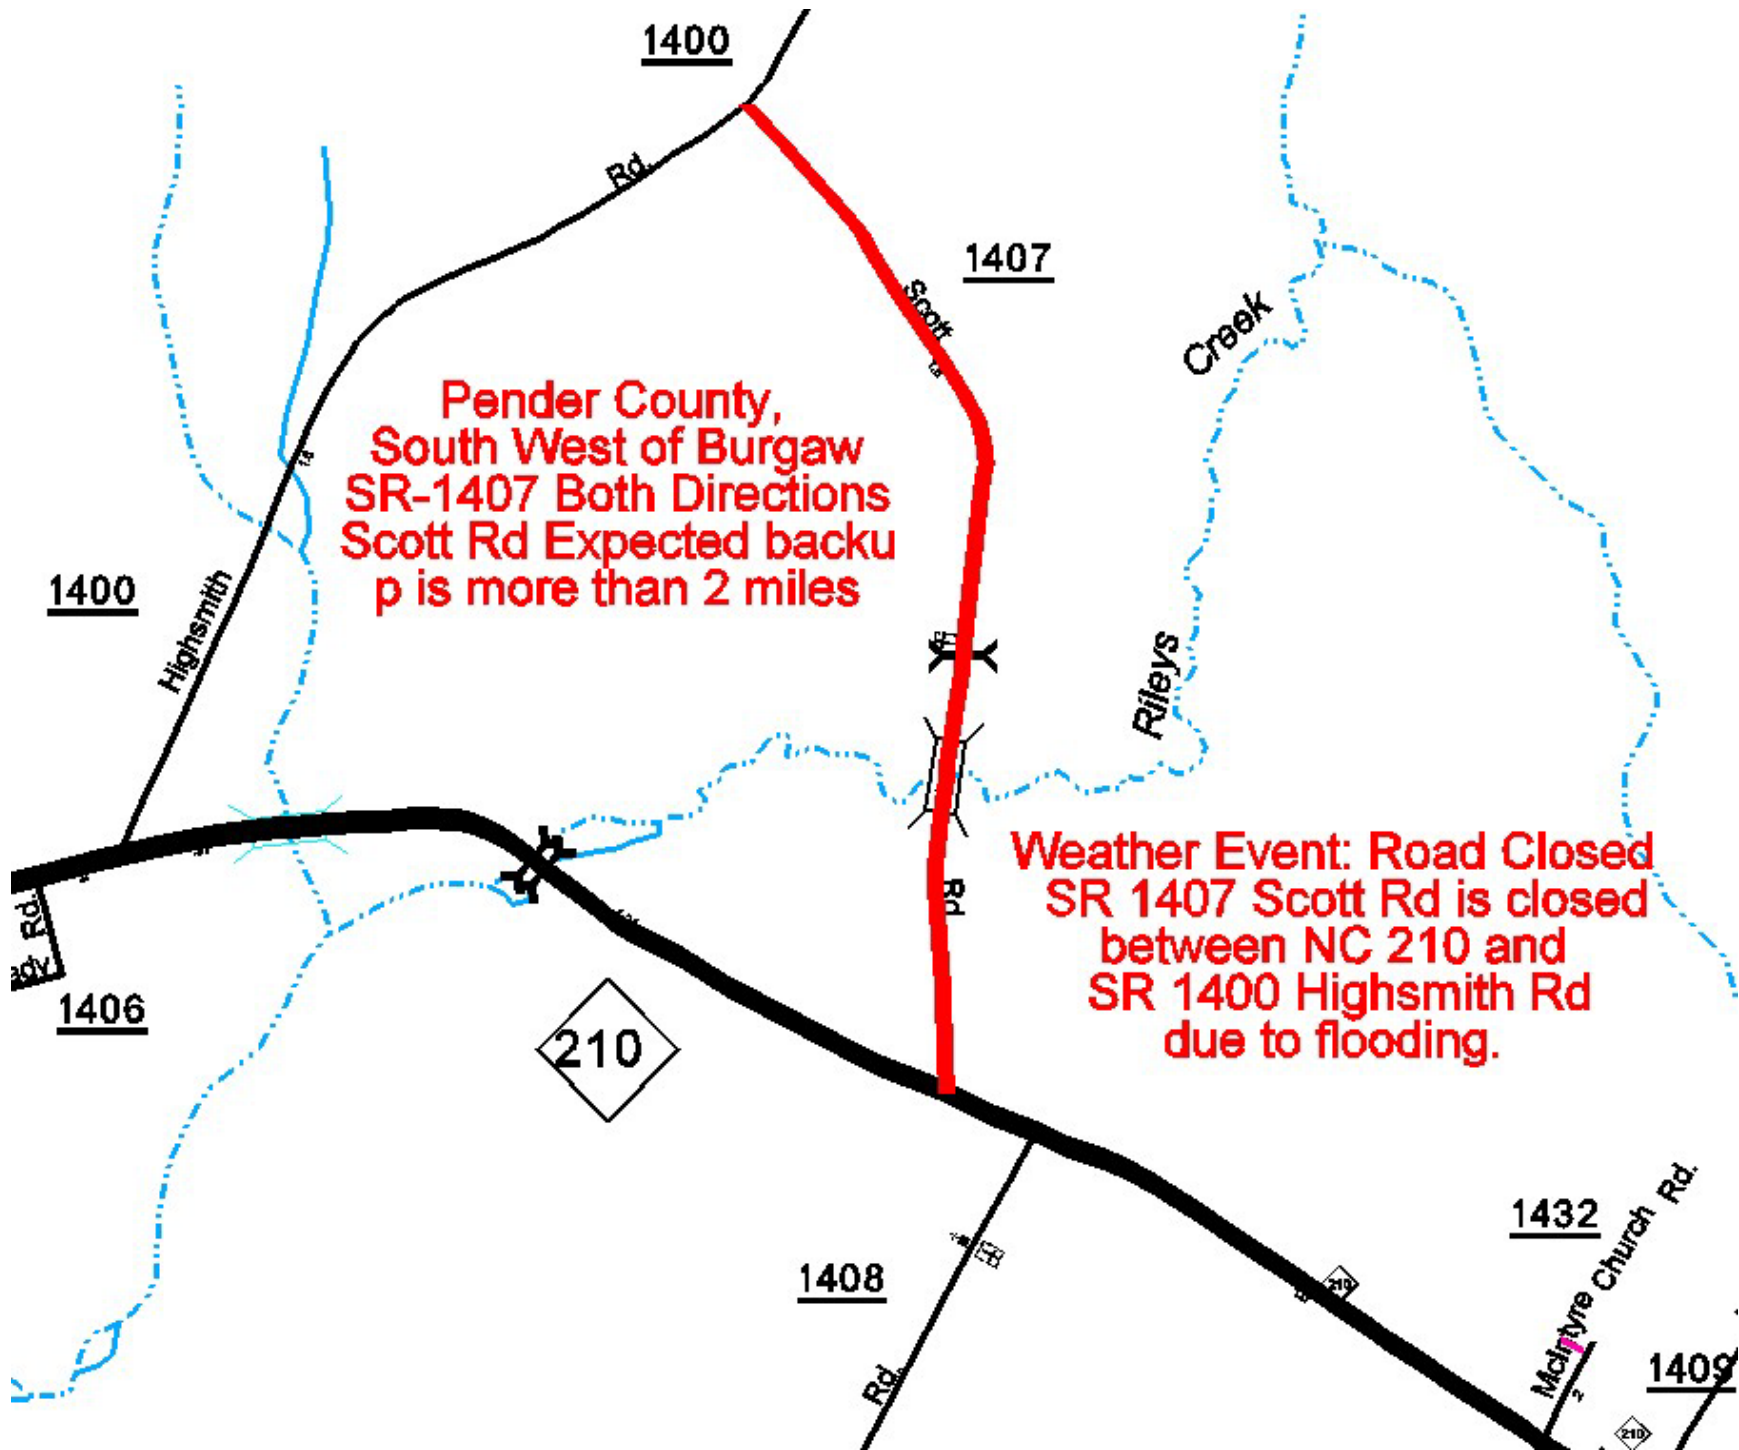 1400
Rd.
1407
Scott
Creek
Pender County,
South West of Burgaw
SR-1407 Both Directions
Scott Rd Expected backu
p is more than 2 miles
1400
Highsmith
Rileys
Weather Event: Road Closed
SR 1407 Scott Rd is closed
between NC 210 and
SR 1400 Highsmith Rd
due to flooding.
Rd
Rd.
1406
210
1432
McIntyre Church Rd.
2
1408
210
Rd.
1409
210